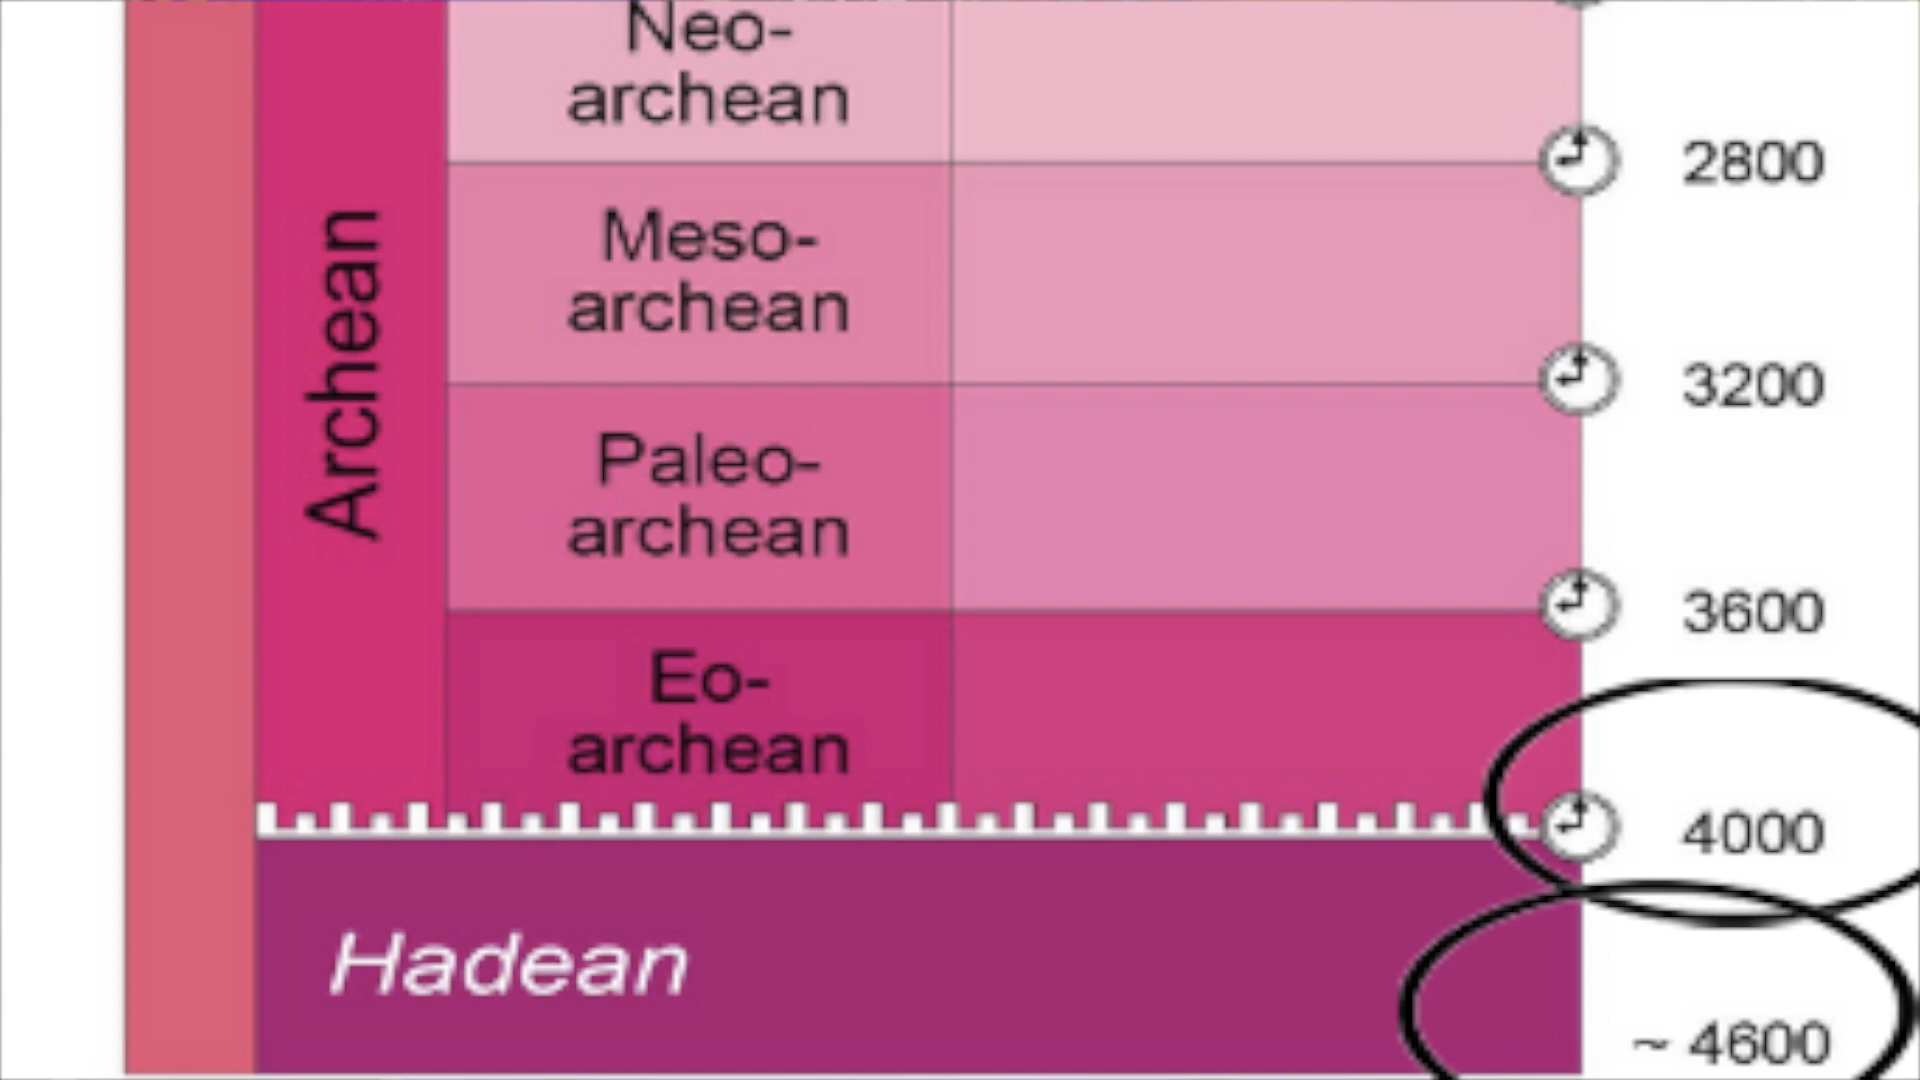 Neo-
archean
2800
Meso-
archean
3200
Archean
Paleo-
archean
3600
Eo-
archean
4000
Hadean
~ 4600